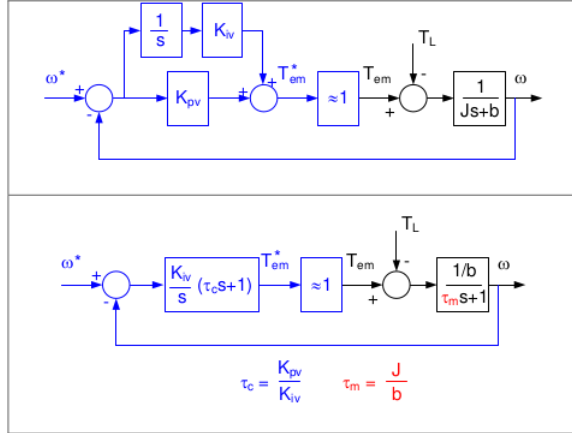 1/s K_iv
T_L
ω* + - K_pv + + T*_em ≈1 T_em + - 1/(Js+b) ω
T_L
ω* + - K_iv/s (τ_c s+1) T*_em ≈1 T_em + - 1/b/(τ_m s+1) ω
τ_c = K_pv/K_iv τ_m = J/b